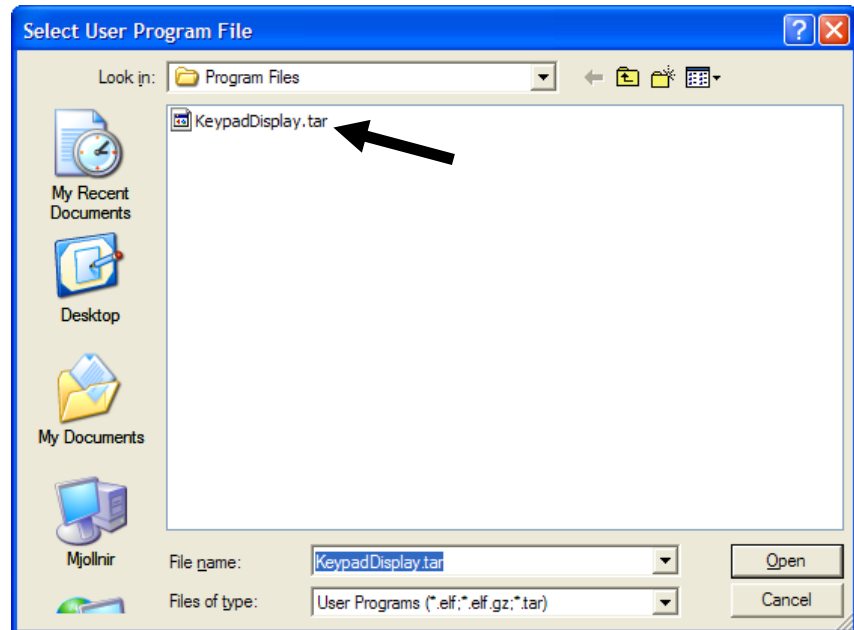 Select User Program File
Look in:
Program Files
KeypadDisplay.tar
My Recent
Documents
Desktop
My Documents
Mjollnir
File name:
KeypadDisplay.tar
Open
Files of type:
User Programs (*.elf;*.elf.gz;*.tar)
Cancel